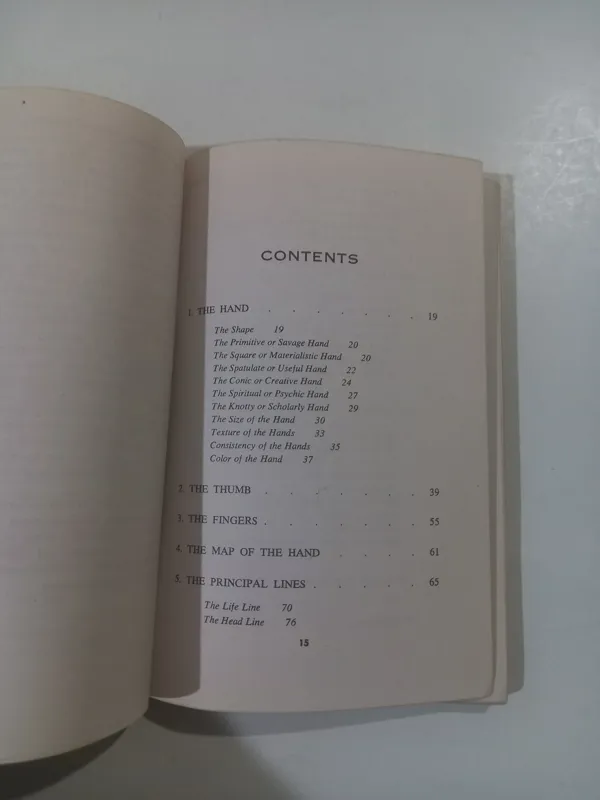 CONTENTS
1. THE HAND . . . . . . . 19
The Shape 19
The Primitive or Savage Hand 20
The Square or Materialistic Hand 20
The Spatulate or Useful Hand 22
The Conic or Creative Hand 24
The Spiritual or Psychic Hand 27
The Knotty or Scholarly Hand 29
The Size of the Hand 30
Texture of the Hands 33
Consistency of the Hands 35
Color of the Hand 37
2. THE THUMB . . . . . . . 39
3. THE FINGERS . . . . . . . 55
4. THE MAP OF THE HAND . . . . 61
5. THE PRINCIPAL LINES . . . . . 65
The Life Line 70
The Head Line 76
15